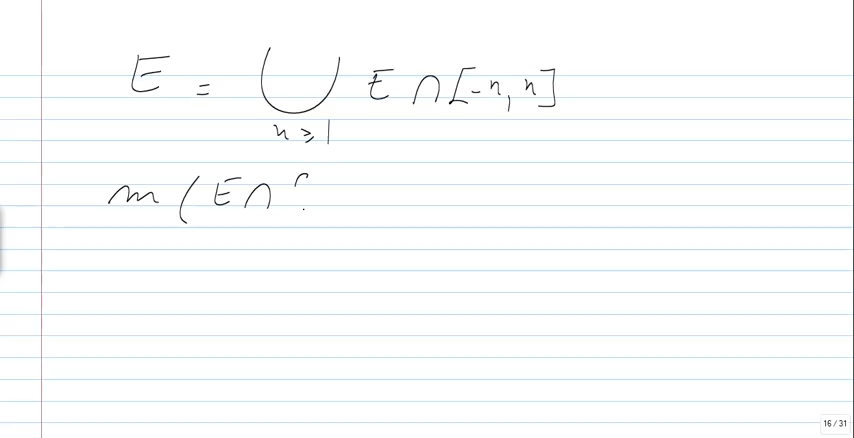 E = ⋃ E ∩ [-n, n]
n ≥ 1
m ( E ∩
16 / 31